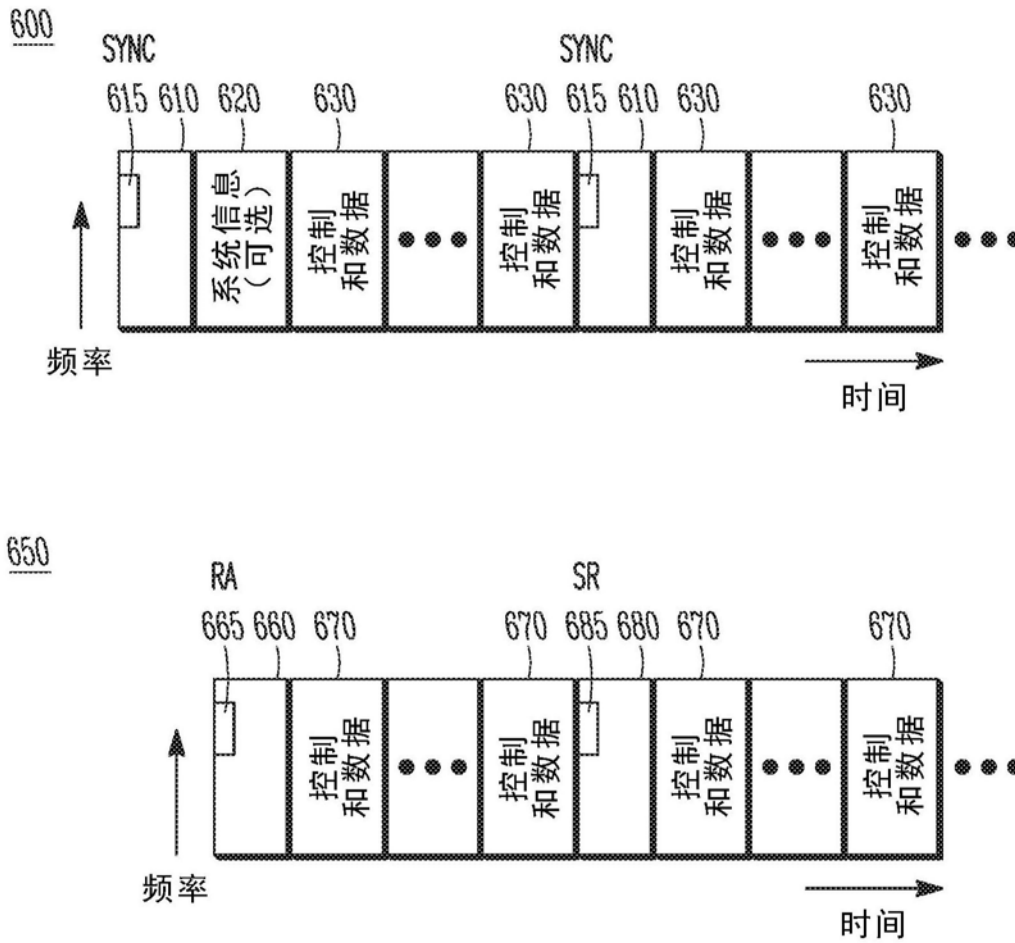 600
SYNC SYNC
615 610 620 630 630 615 610 630 630
系统信息
(可选)
控制
和数据
控制
和数据
控制
和数据
控制
和数据
频率
时间
650
RA SR
665 660 670 670 685 680 670 670
控制
和数据
控制
和数据
控制
和数据
控制
和数据
频率
时间